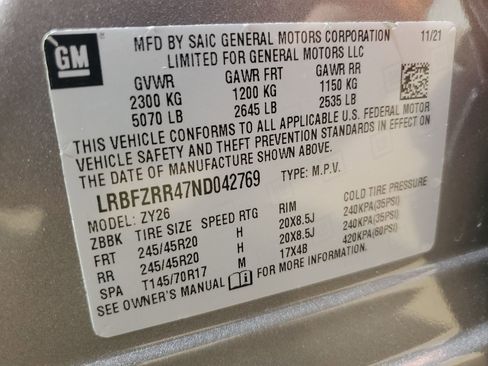 GM
MFD BY SAIC GENERAL MOTORS CORPORATION 11/21
LIMITED FOR GENERAL MOTORS LLC
GVWR GAWR FRT GAWR RR
2300 KG 1200 KG 1150 KG
5070 LB 2645 LB 2535 LB
THIS VEHICLE CONFORMS TO ALL APPLICABLE U.S. FEDERAL MOTOR
VEHICLE SAFETY AND THEFT PREVENTION STANDARDS IN EFFECT ON
THE DATE OF MANUFACTURE SHOWN ABOVE.
LRBFZRR47ND042769 TYPE: M.P.V.
MODEL: ZY26
ZBBK TIRE SIZE SPEED RTG RIM COLD TIRE PRESSURE
FRT 245/45R20 H 20X8.5J 240KPA(35PSI)
RR 245/45R20 H 20X8.5J 240KPA(35PSI)
SPA T145/70R17 M 17X4B 420KPA(60PSI)
SEE OWNER'S MANUAL FOR MORE INFORMATION.